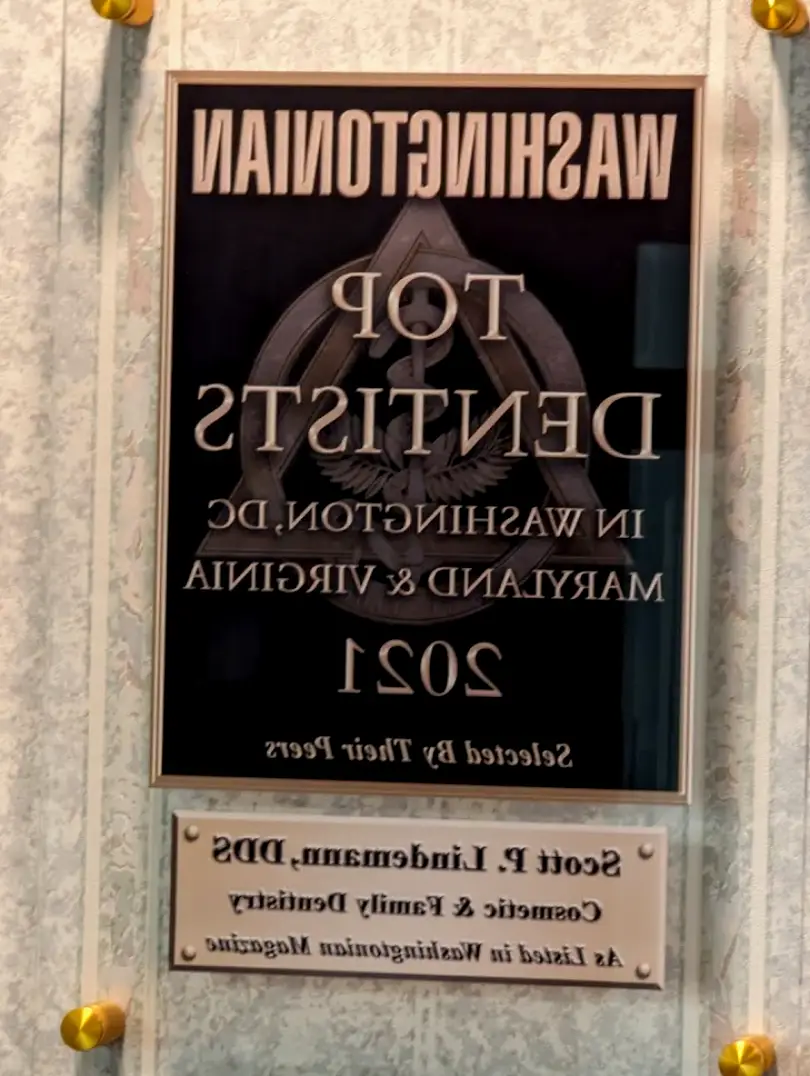 WASHINGTONIAN
TOP
DENTISTS
IN WASHINGTON, DC
MARYLAND & VIRGINIA
2021
Selected By Their Peers
Scott P. Lindemann, DDS
Cosmetic & Family Dentistry
As Listed in Washingtonian Magazine